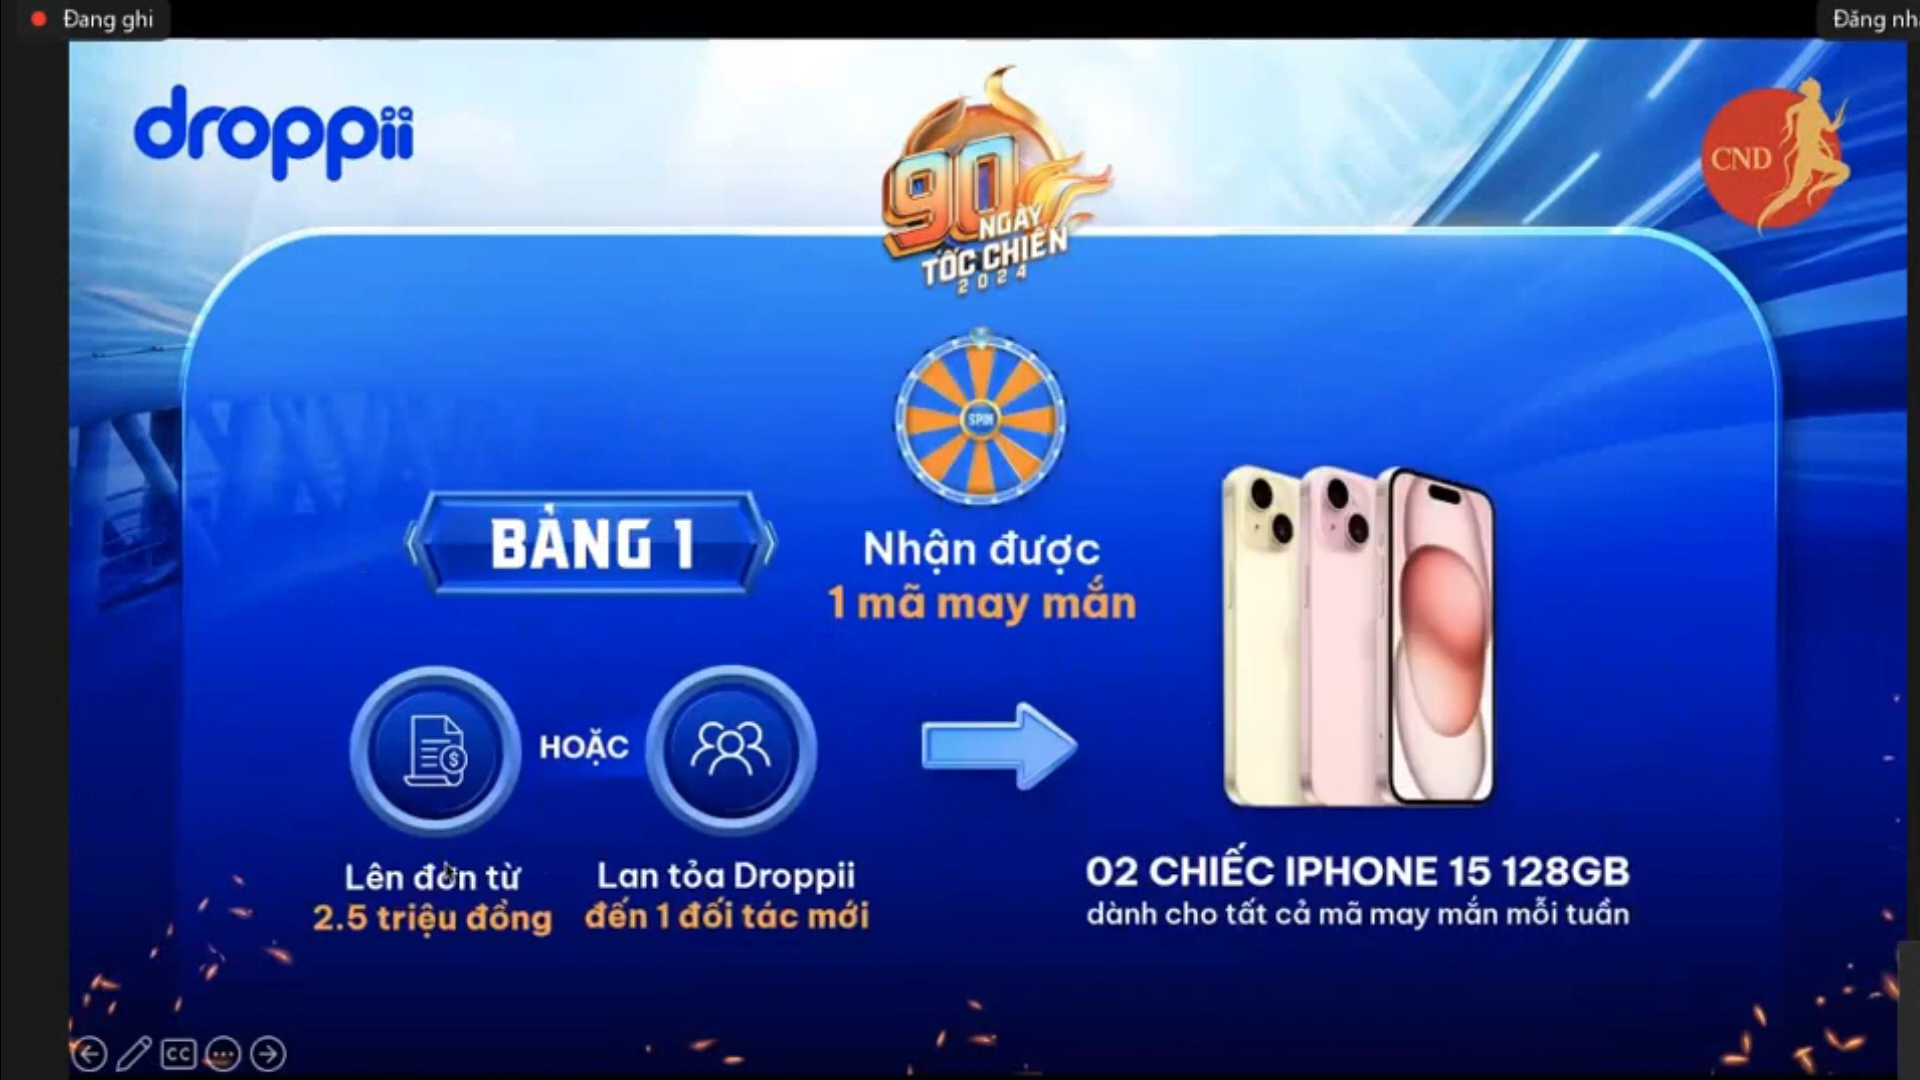 Đang ghi
Đăng nhậ
droppii
90
NGÀY
TỐC CHIẾN
2024
CND
SPIN
BẢNG 1
Nhận được
1 mã may mắn
HOẶC
Lên đơn từ
2.5 triệu đồng
Lan tỏa Droppii
đến 1 đối tác mới
02 CHIẾC IPHONE 15 128GB
dành cho tất cả mã may mắn mỗi tuần
CC